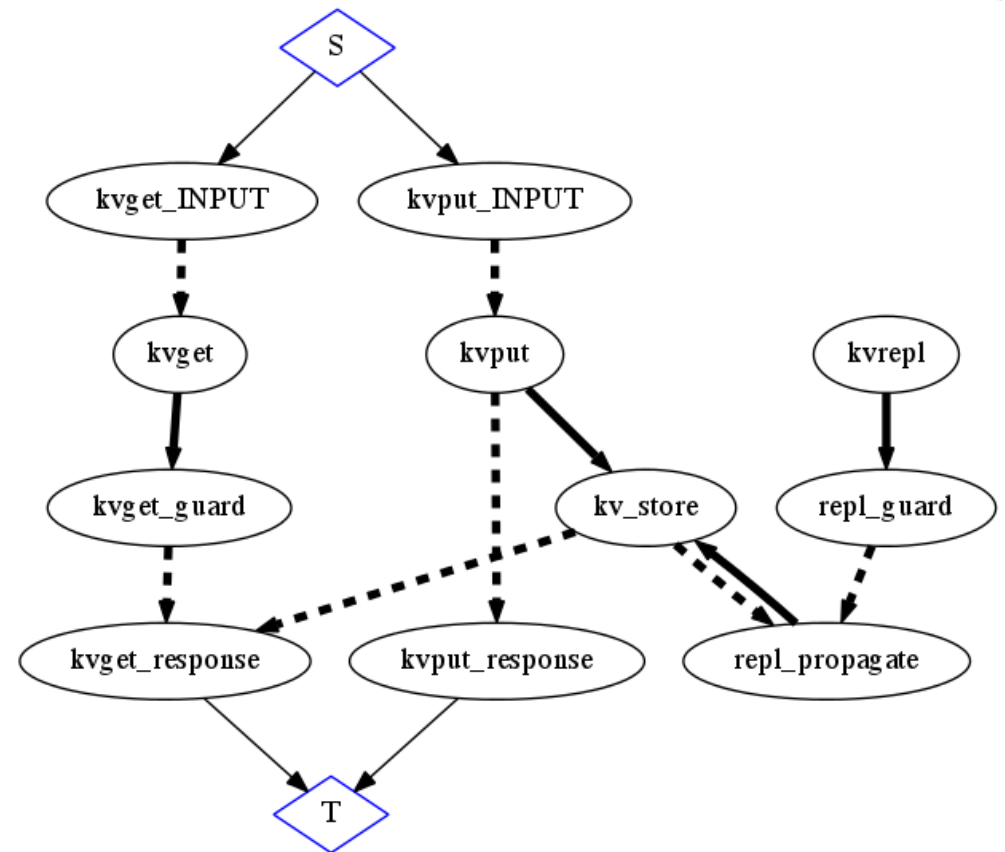 S
kvget_INPUT
kvput_INPUT
kvget
kvput
kvrepl
kvget_guard
kv_store
repl_guard
kvget_response
kvput_response
repl_propagate
T